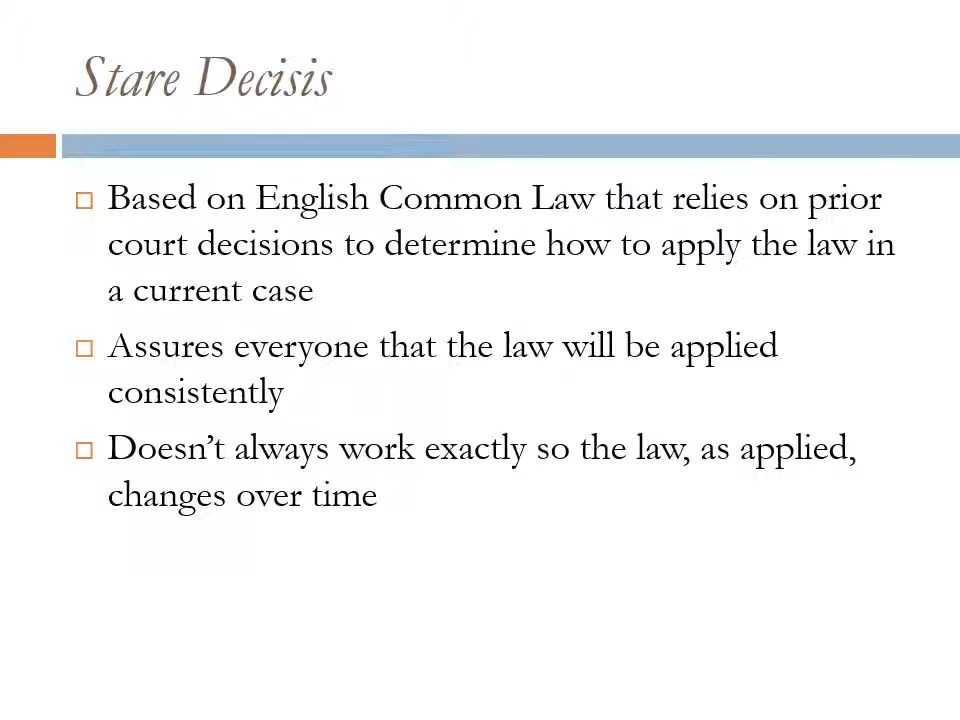 Stare Decisis
Based on English Common Law that relies on prior
court decisions to determine how to apply the law in
a current case
Assures everyone that the law will be applied
consistently
Doesn’t always work exactly so the law, as applied,
changes over time